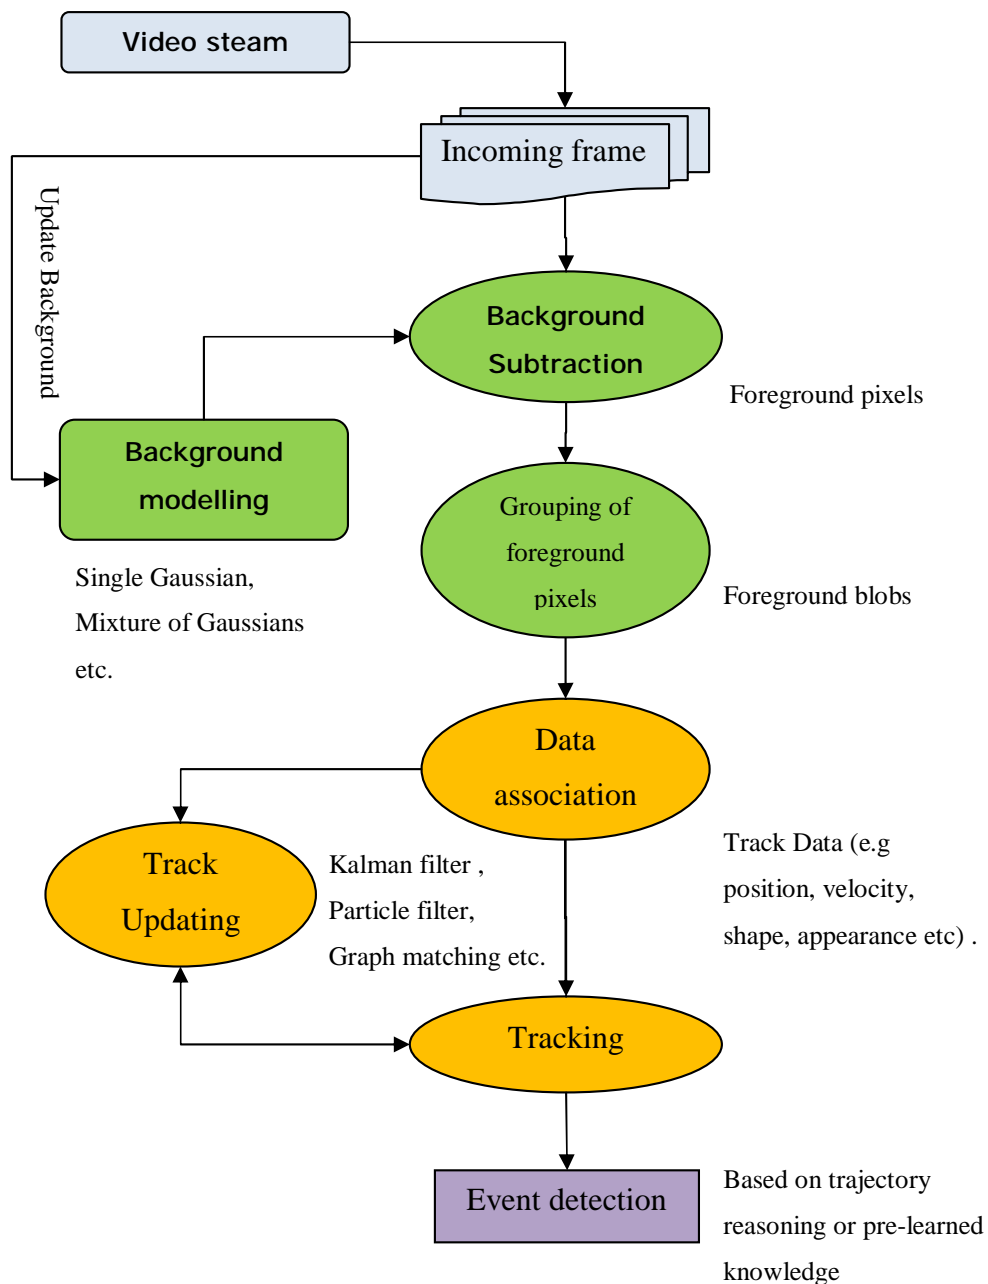 Video steam
Incoming frame
Update Background
Background
Subtraction
Foreground pixels
Background
modelling
Grouping of
foreground
pixels
Single Gaussian,
Mixture of Gaussians
etc.
Foreground blobs
Data
association
Track
Updating
Kalman filter ,
Particle filter,
Graph matching etc.
Track Data (e.g
position, velocity,
shape, appearance etc) .
Tracking
Event detection
Based on trajectory
reasoning or pre-learned
knowledge